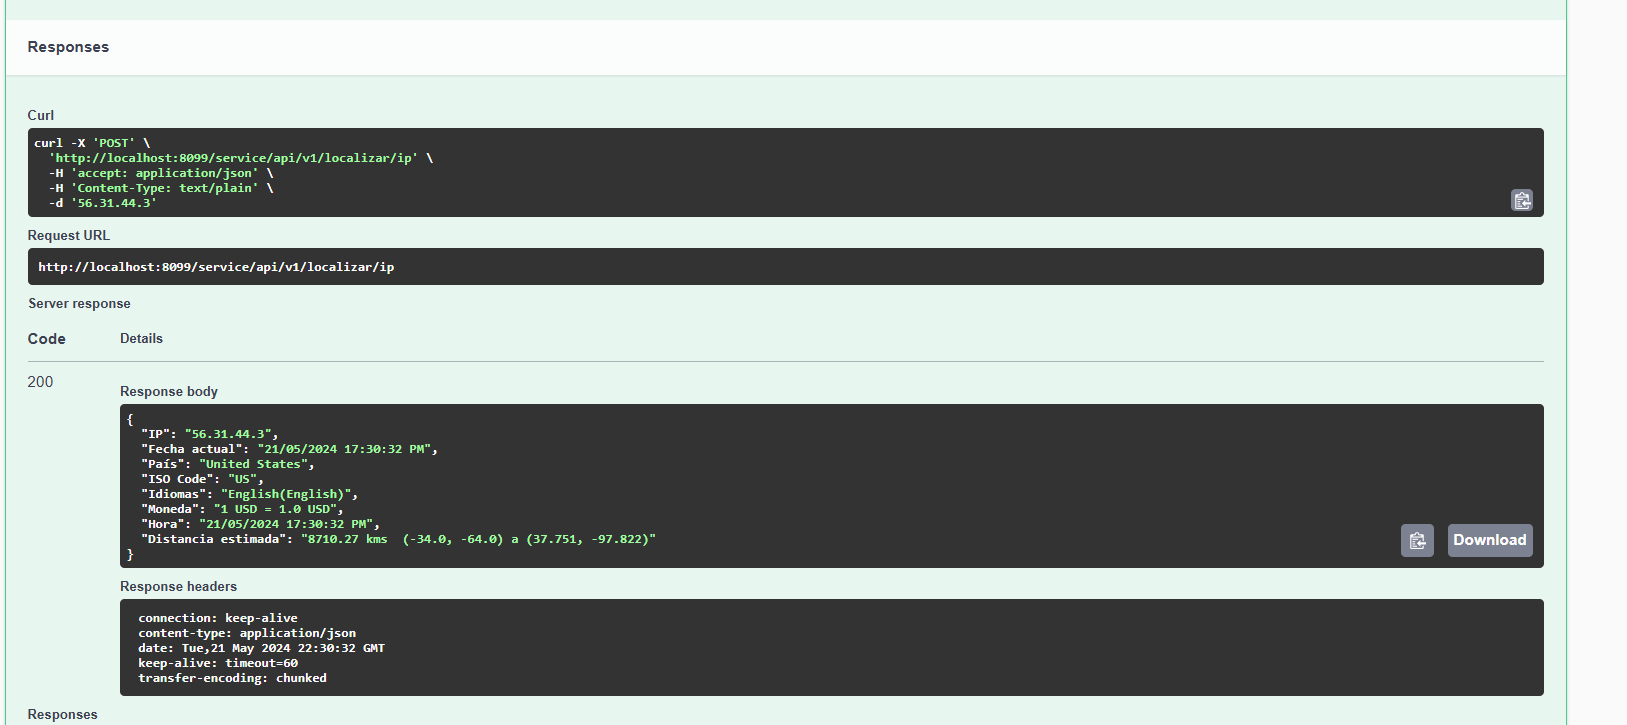 Responses
Curl
curl -X 'POST' \
  'http://localhost:8099/service/api/v1/localizar/ip' \
  -H 'accept: application/json' \
  -H 'Content-Type: text/plain' \
  -d '56.31.44.3'
Request URL
http://localhost:8099/service/api/v1/localizar/ip
Server response
Code Details
200
Response body
{
  "IP": "56.31.44.3",
  "Fecha actual": "21/05/2024 17:30:32 PM",
  "País": "United States",
  "ISO Code": "US",
  "Idiomas": "English(English)",
  "Moneda": "1 USD = 1.0 USD",
  "Hora": "21/05/2024 17:30:32 PM",
  "Distancia estimada": "8710.27 kms  (-34.0, -64.0) a (37.751, -97.822)"
}
Download
Response headers
connection: keep-alive
content-type: application/json
date: Tue,21 May 2024 22:30:32 GMT
keep-alive: timeout=60
transfer-encoding: chunked
Responses